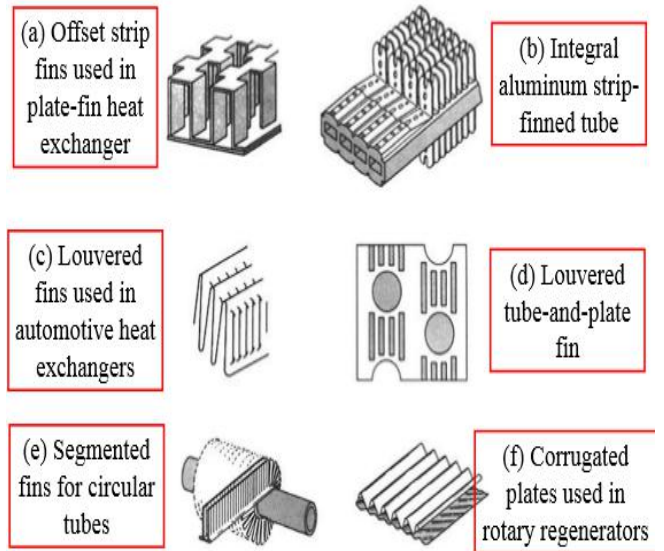 (a) Offset strip
fins used in
plate-fin heat
exchanger
(b) Integral
aluminum strip-
finned tube
(c) Louvered
fins used in
automotive heat
exchangers
(d) Louvered
tube-and-plate
fin
(e) Segmented
fins for circular
tubes
(f) Corrugated
plates used in
rotary regenerators